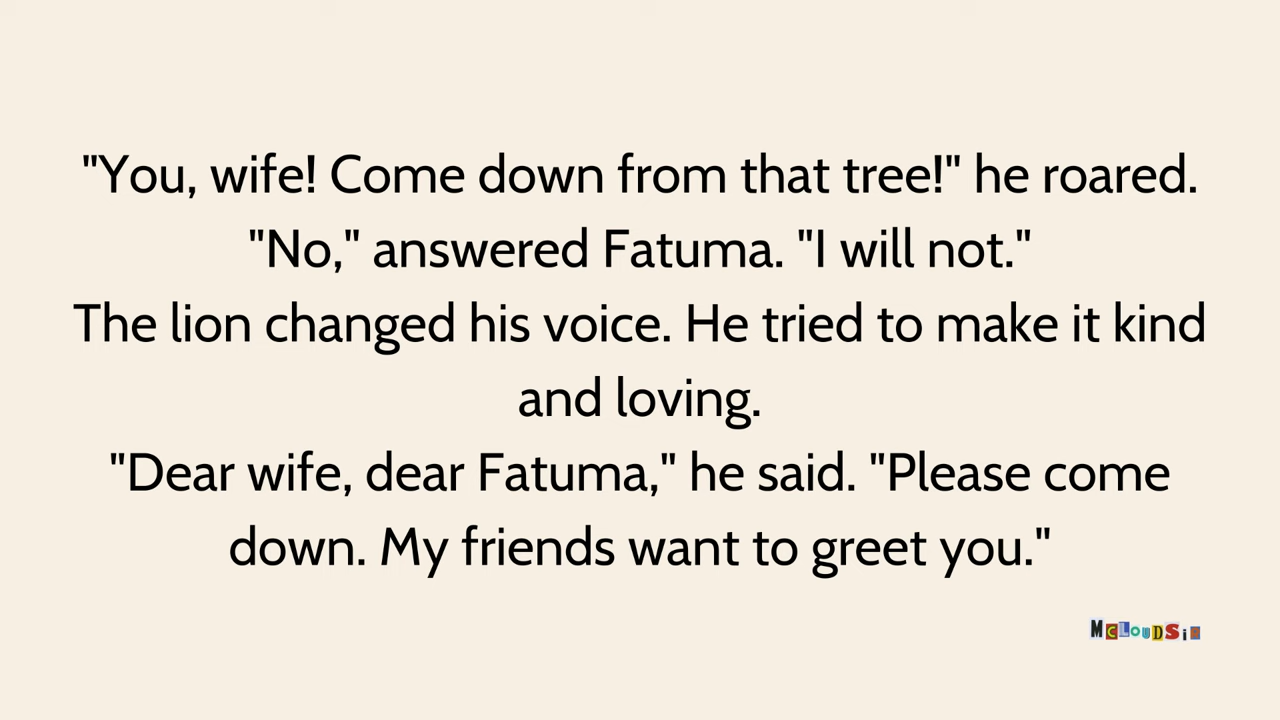 "You, wife! Come down from that tree!" he roared.
"No," answered Fatuma. "I will not."
The lion changed his voice. He tried to make it kind
and loving.
"Dear wife, dear Fatuma," he said. "Please come
down. My friends want to greet you."